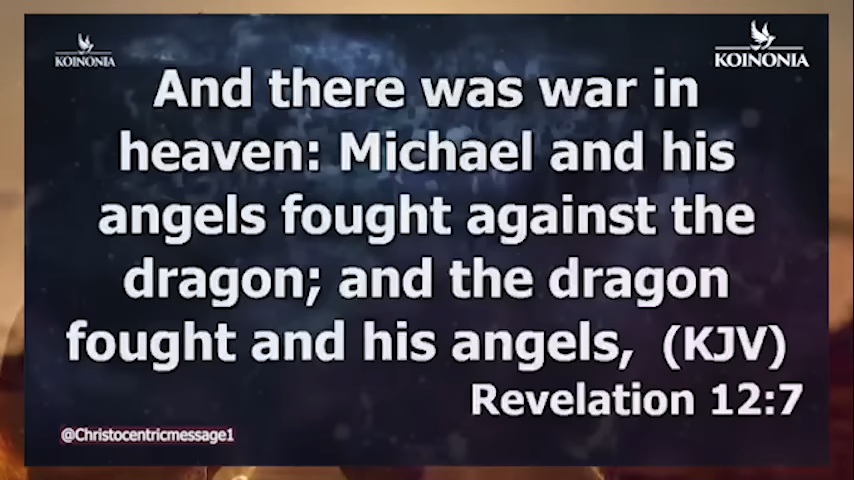 KOINONIA
KOINONIA
And there was war in
heaven: Michael and his
angels fought against the
dragon; and the dragon
fought and his angels, (KJV)
Revelation 12:7
@Christocentricmessage1